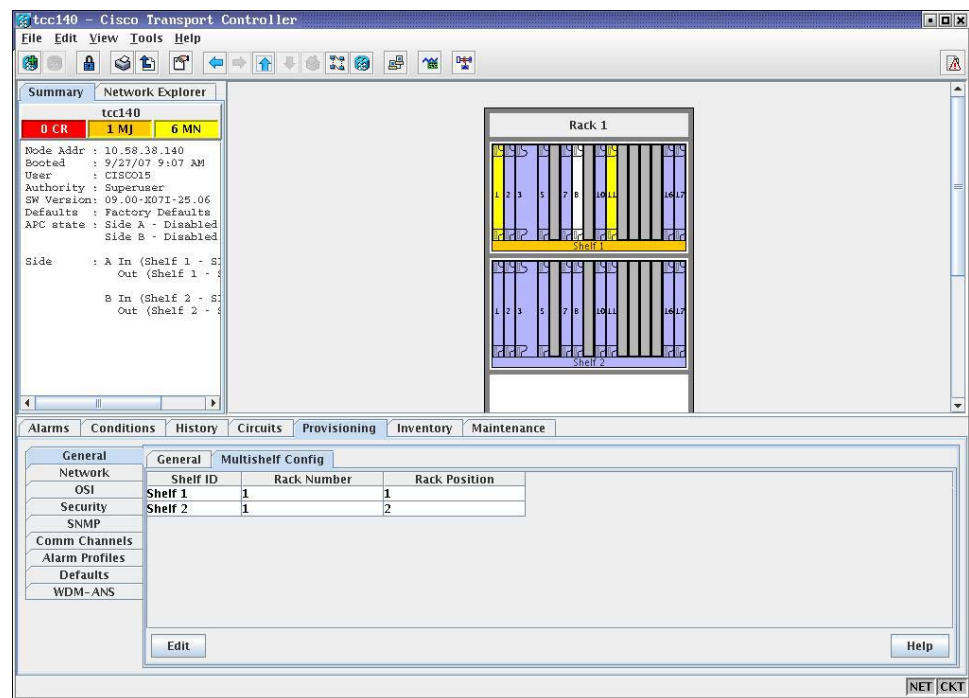 tcc140 - Cisco Transport Controller
File Edit View Tools Help
Summary Network Explorer
tcc140
0 CR 1 MJ 6 MN
Node Addr : 10.58.38.140
Booted : 9/27/07 9:07 AM
User : CISCO15
Authority : Superuser
SW Version: 09.00-X07I-25.06
Defaults : Factory Defaults
APC state : Side A - Disabled
Side B - Disabled
Side : A In (Shelf 1 - S
Out (Shelf 1 -
B In (Shelf 2 - S
Out (Shelf 2 -
Rack 1
1 2 3 5 7 8 10 11 16 17
Shelf 1
1 2 3 5 7 8 10 11 16 17
Shelf 2
Alarms Conditions History Circuits Provisioning Inventory Maintenance
General
Network
OSI
Security
SNMP
Comm Channels
Alarm Profiles
Defaults
WDM-ANS
General Multishelf Config
Shelf ID Rack Number Rack Position
Shelf 1 1 1
Shelf 2 1 2
Edit Help
NET CKT